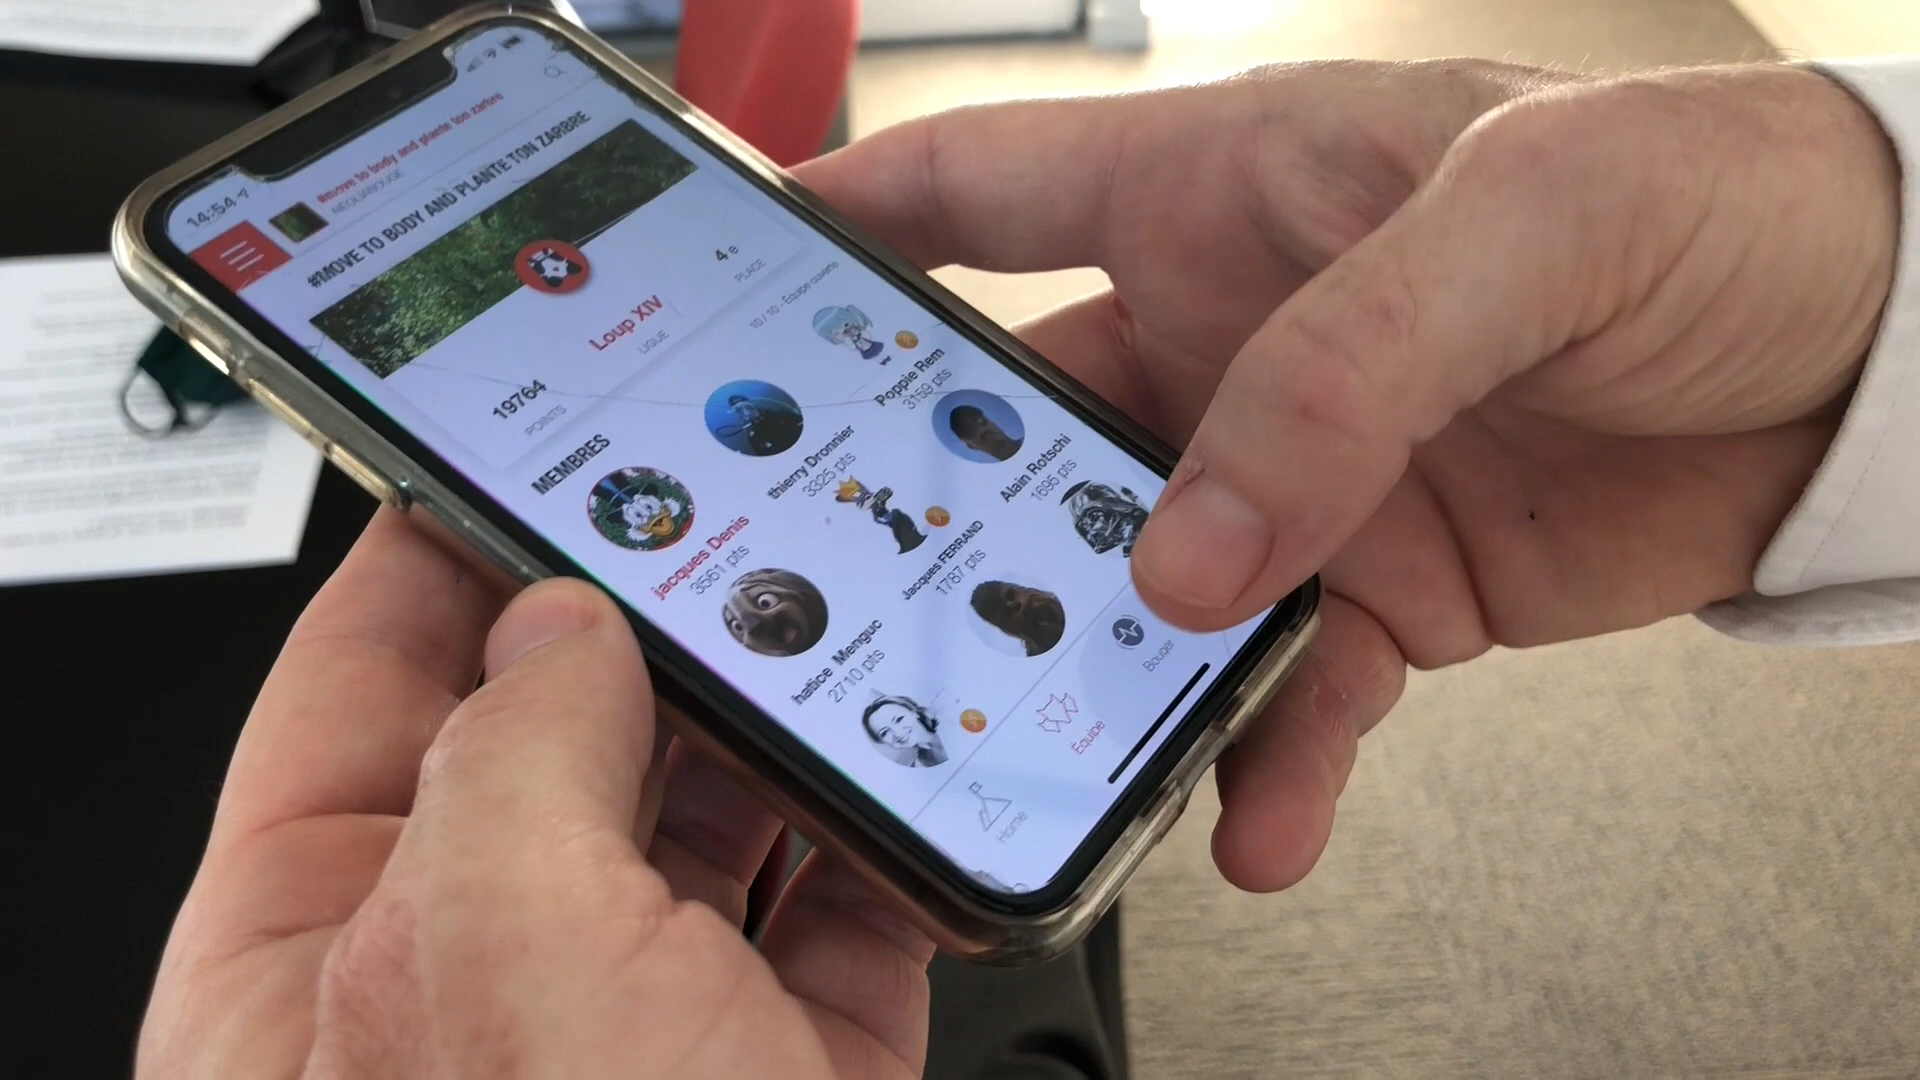 14:54
#move to body and plante ton zarbre
#MOVE TO BODY AND PLANTE TON ZARBRE
19764
POINTS
Loup XIV
LIGUE
4 e
PLACE
MEMBRES
10 / 10 - Équipe ouverte
jacques Denis
3561 pts
thierry Dronnier
3325 pts
Poppie Rem
3159 pts
hatice Menguc
2710 pts
Jacques FERRAND
1787 pts
Alain Rotschi
1695 pts
Home
Équipe
Bouger